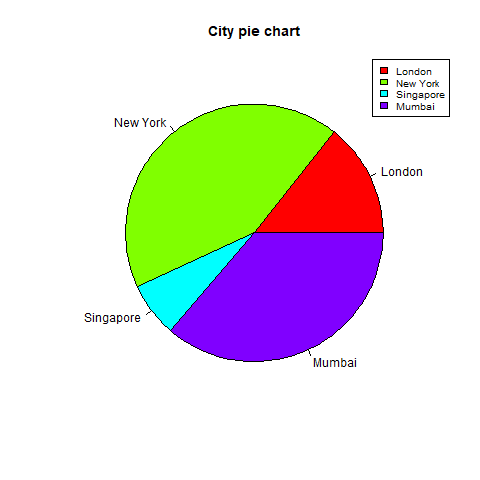 City pie chart
London
New York
Singapore
Mumbai
New York
London
Singapore
Mumbai